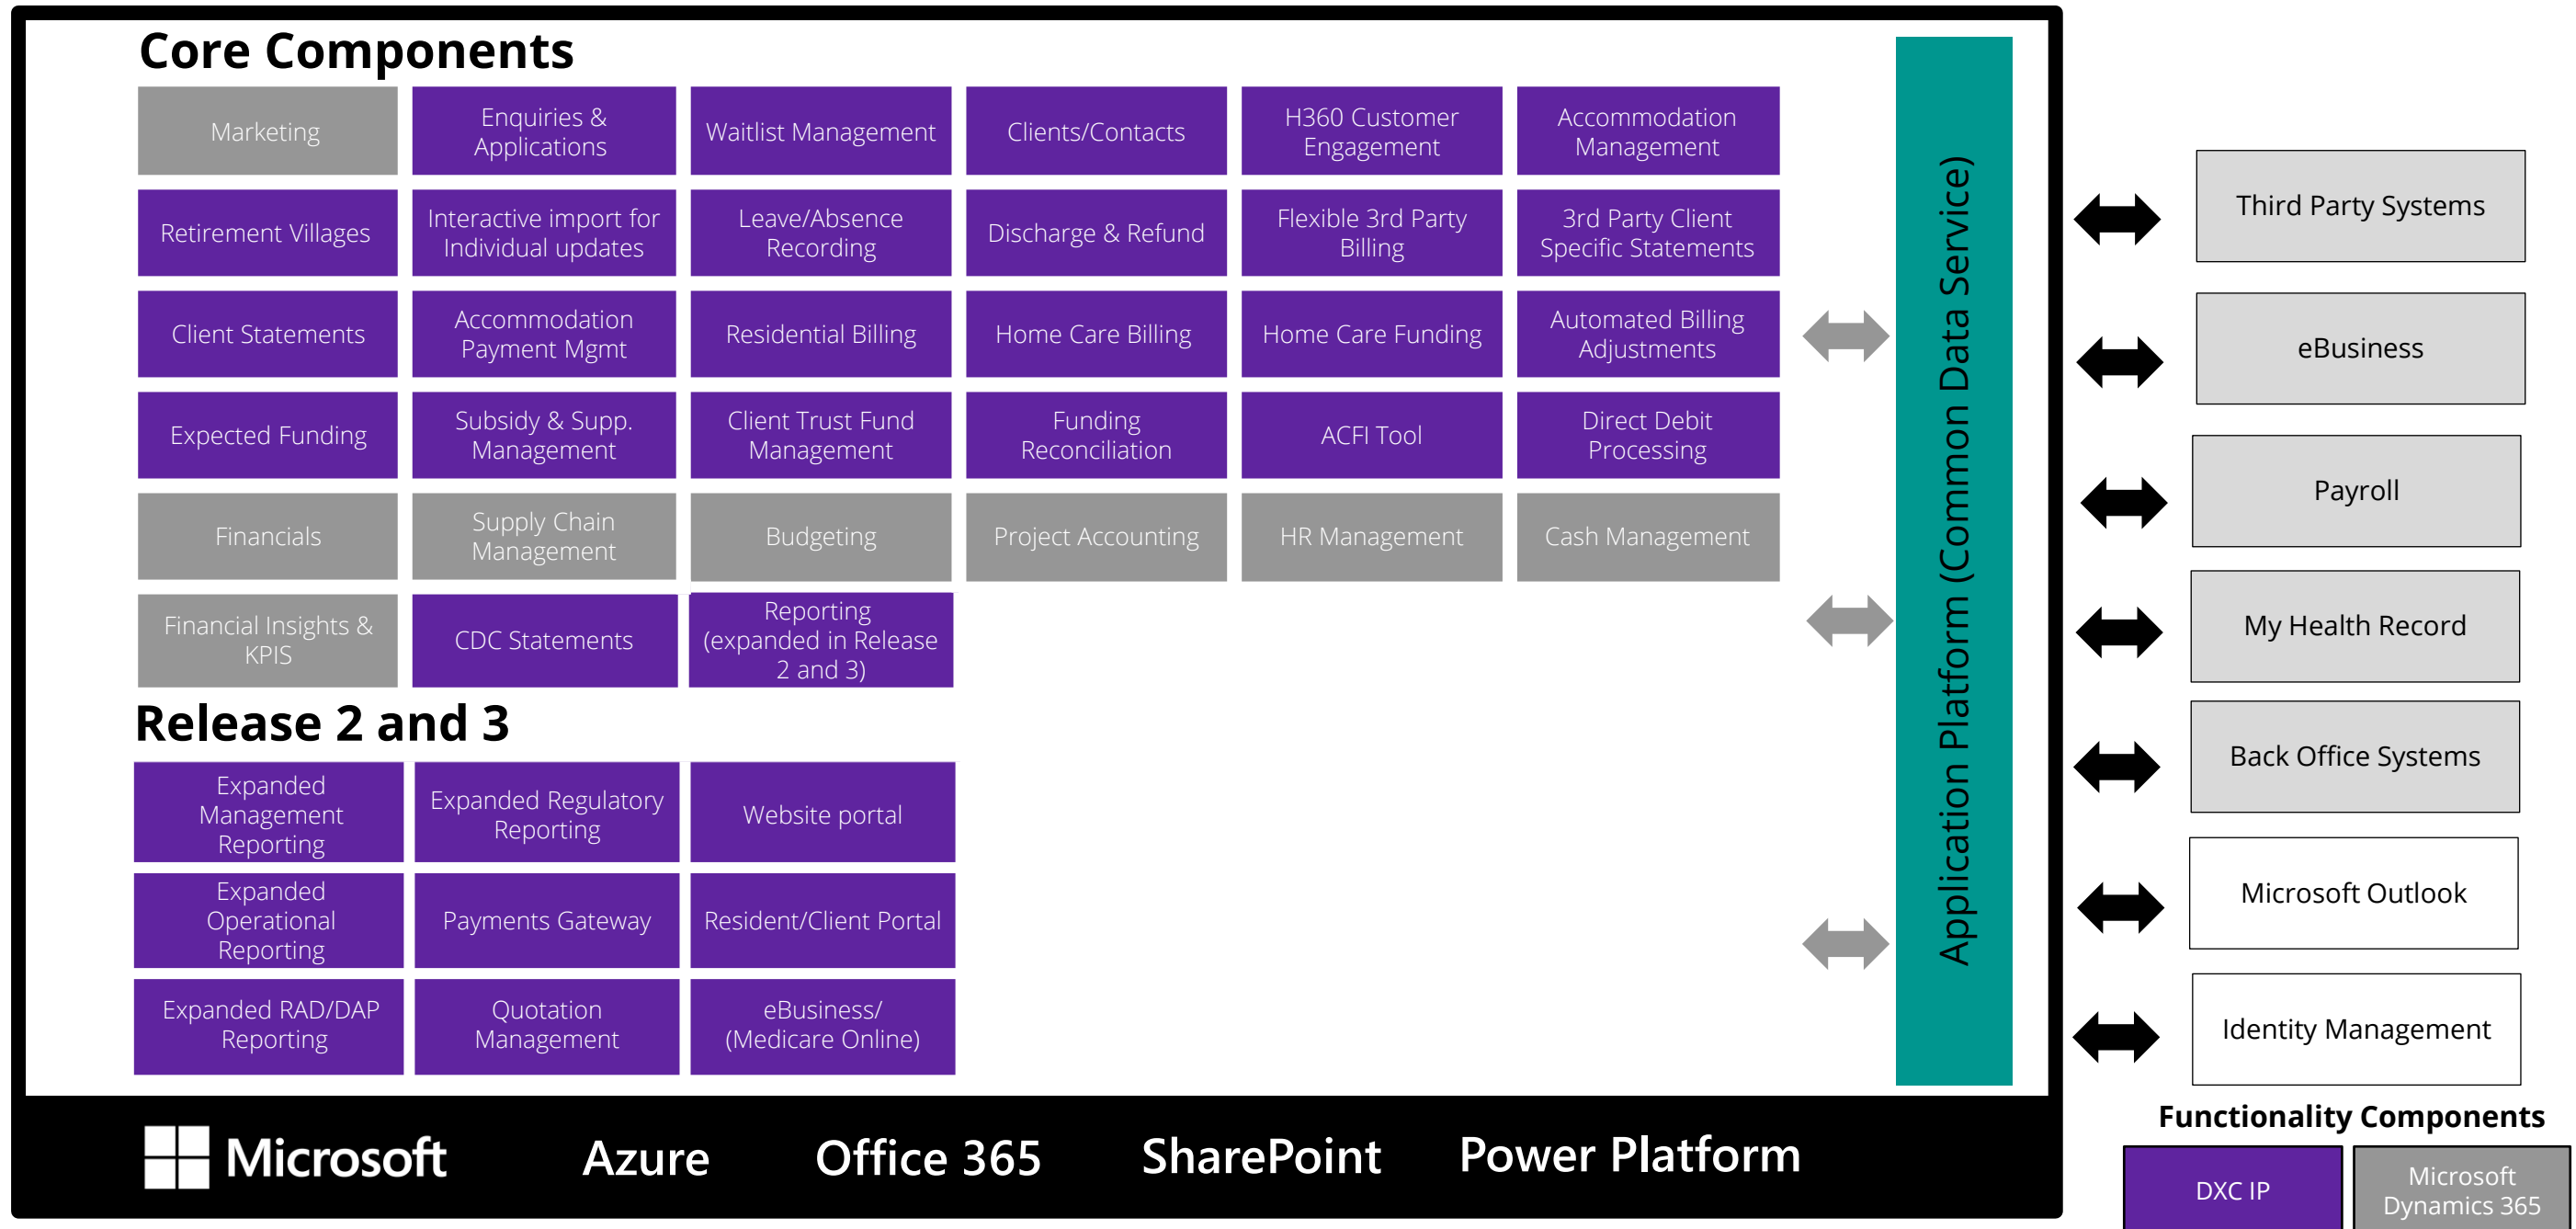 Core Components
Marketing
Enquiries &
Applications
Waitlist Management
Clients/Contacts
H360 Customer
Engagement
Accommodation
Management
Retirement Villages
Interactive import for
Individual updates
Leave/Absence
Recording
Discharge & Refund
Flexible 3rd Party
Billing
3rd Party Client
Specific Statements
Client Statements
Accommodation
Payment Mgmt
Residential Billing
Home Care Billing
Home Care Funding
Automated Billing
Adjustments
Expected Funding
Subsidy & Supp.
Management
Client Trust Fund
Management
Funding
Reconciliation
ACFI Tool
Direct Debit
Processing
Financials
Supply Chain
Management
Budgeting
Project Accounting
HR Management
Cash Management
Financial Insights &
KPIS
CDC Statements
Reporting
(expanded in Release
2 and 3)
Release 2 and 3
Expanded
Management
Reporting
Expanded Regulatory
Reporting
Website portal
Expanded
Operational
Reporting
Payments Gateway
Resident/Client Portal
Expanded RAD/DAP
Reporting
Quotation
Management
eBusiness/
(Medicare Online)
Application Platform (Common Data Service)
Third Party Systems
eBusiness
Payroll
My Health Record
Back Office Systems
Microsoft Outlook
Identity Management
Microsoft
Azure
Office 365
SharePoint
Power Platform
Functionality Components
DXC IP
Microsoft
Dynamics 365